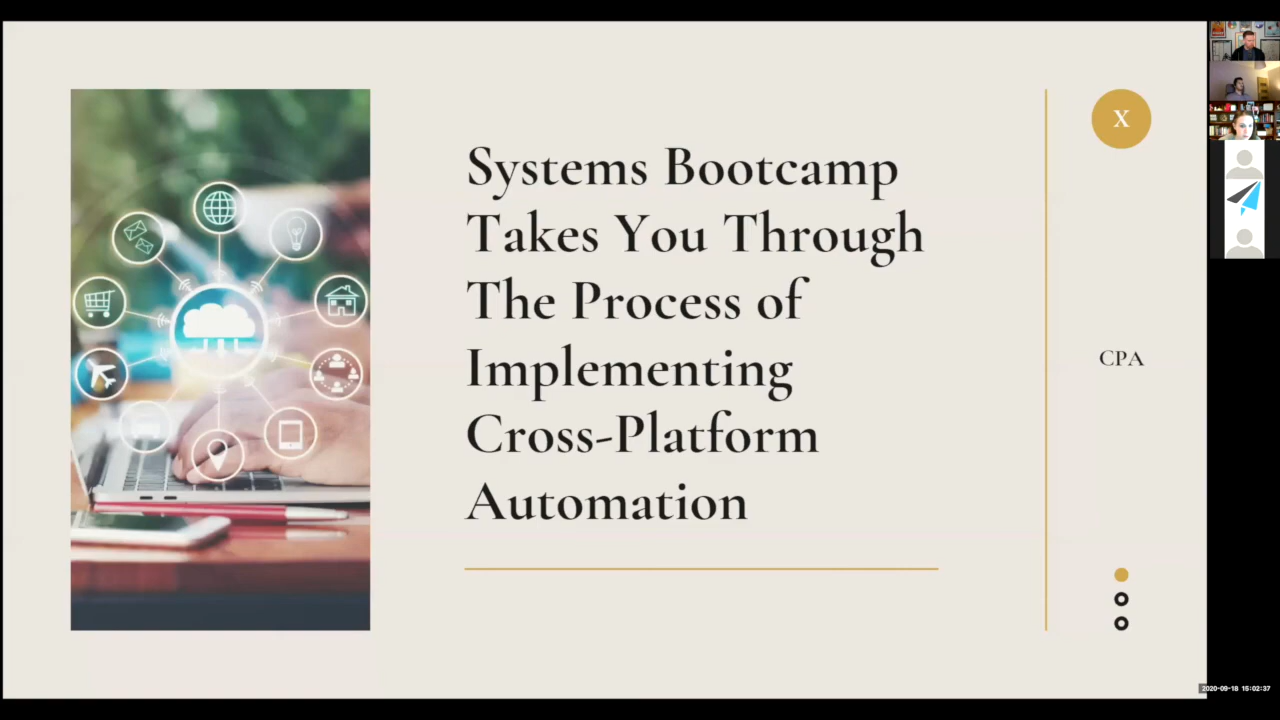 Systems Bootcamp
Takes You Through
The Process of
Implementing
Cross-Platform
Automation
X
CPA
2020-09-18 15:02:37